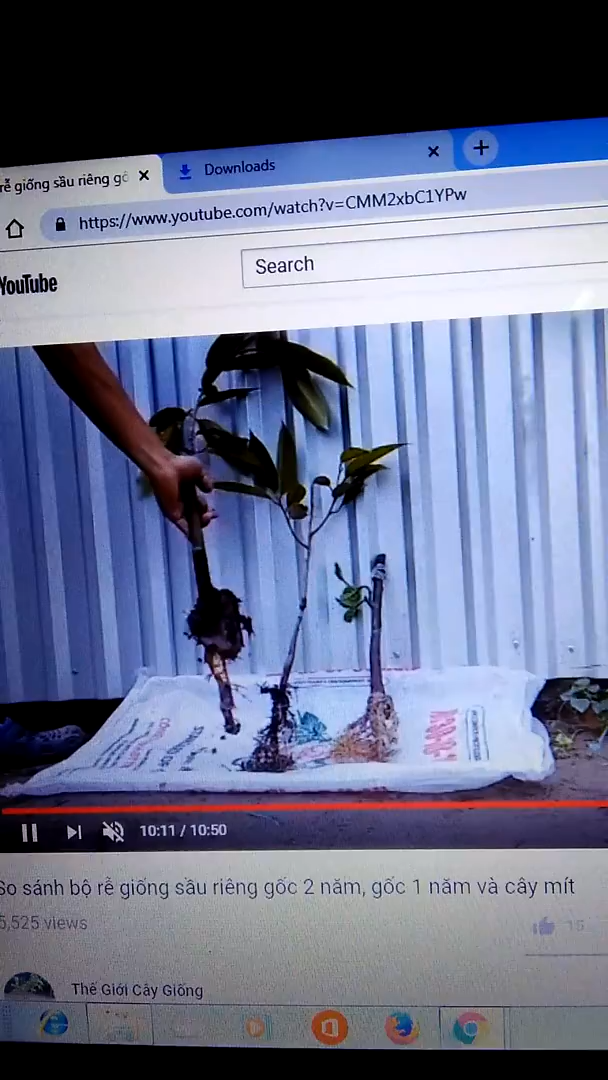 rễ giống sầu riêng gố
Downloads
https://www.youtube.com/watch?v=CMM2xbC1YPw
YouTube
Search
10:11 / 10:50
So sánh bộ rễ giống sầu riêng gốc 2 năm, gốc 1 năm và cây mít
5,525 views
15
Thế Giới Cây Giống